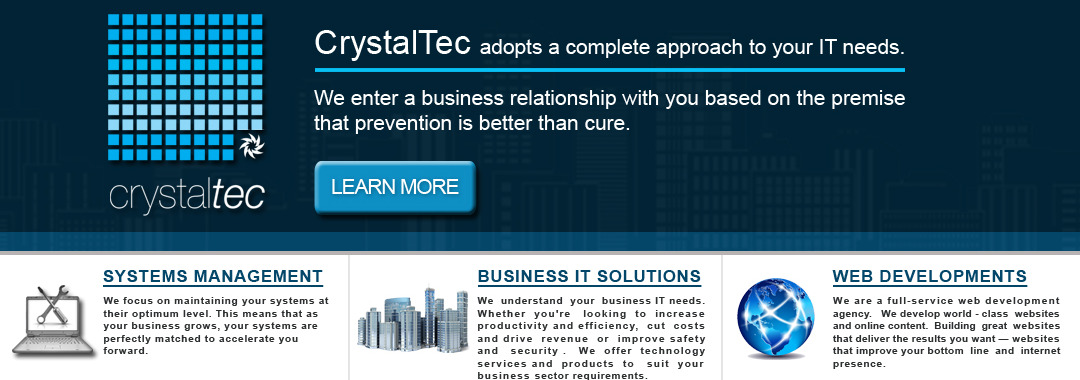 CrystalTec adopts a complete approach to your IT needs.
We enter a business relationship with you based on the premise
that prevention is better than cure.
LEARN MORE
crystaltec
SYSTEMS MANAGEMENT
We focus on maintaining your systems at
their optimum level. This means that as
your business grows, your systems are
perfectly matched to accelerate you
forward.
BUSINESS IT SOLUTIONS
We understand your business IT needs.
Whether you're looking to increase
productivity and efficiency, cut costs
and drive revenue or improve safety
and security. We offer technology
services and products to suit your
business sector requirements.
WEB DEVELOPMENTS
We are a full-service web development
agency. We develop world - class websites
and online content. Building great websites
that deliver the results you want — websites
that improve your bottom line and internet
presence.